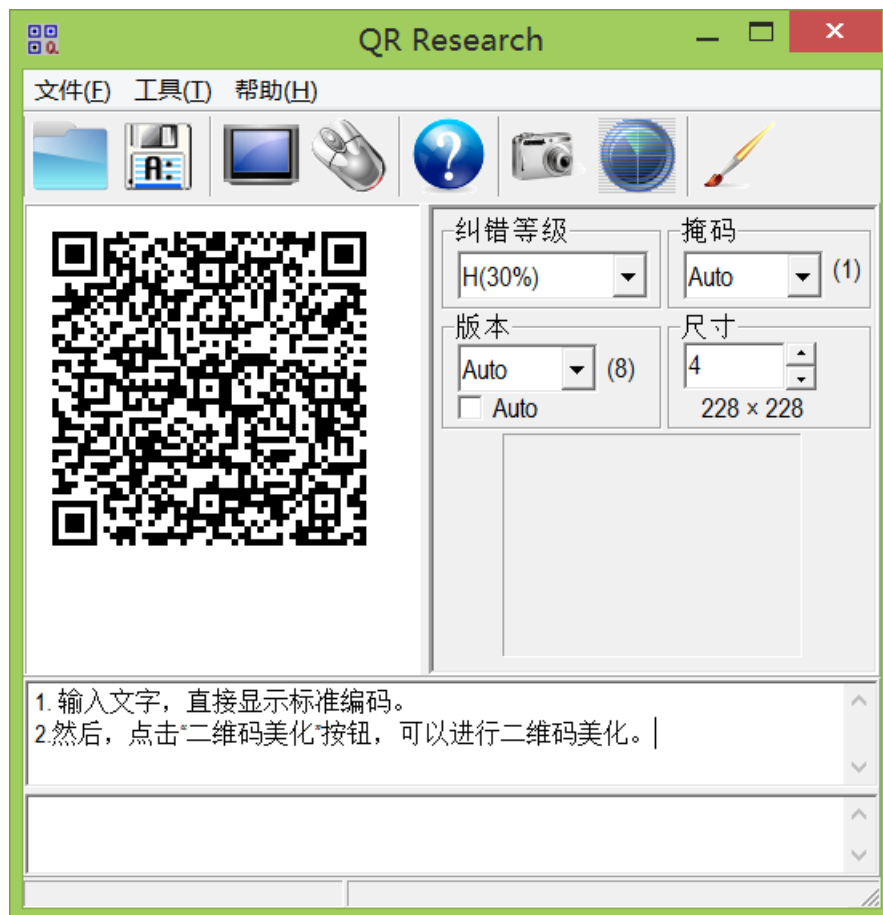 QR Research
文件(F) 工具(T) 帮助(H)
A:
纠错等级
H(30%)
掩码
Auto (1)
版本
Auto (8)
Auto
尺寸
4
228 × 228
1. 输入文字，直接显示标准编码。
2.然后，点击“二维码美化”按钮，可以进行二维码美化。